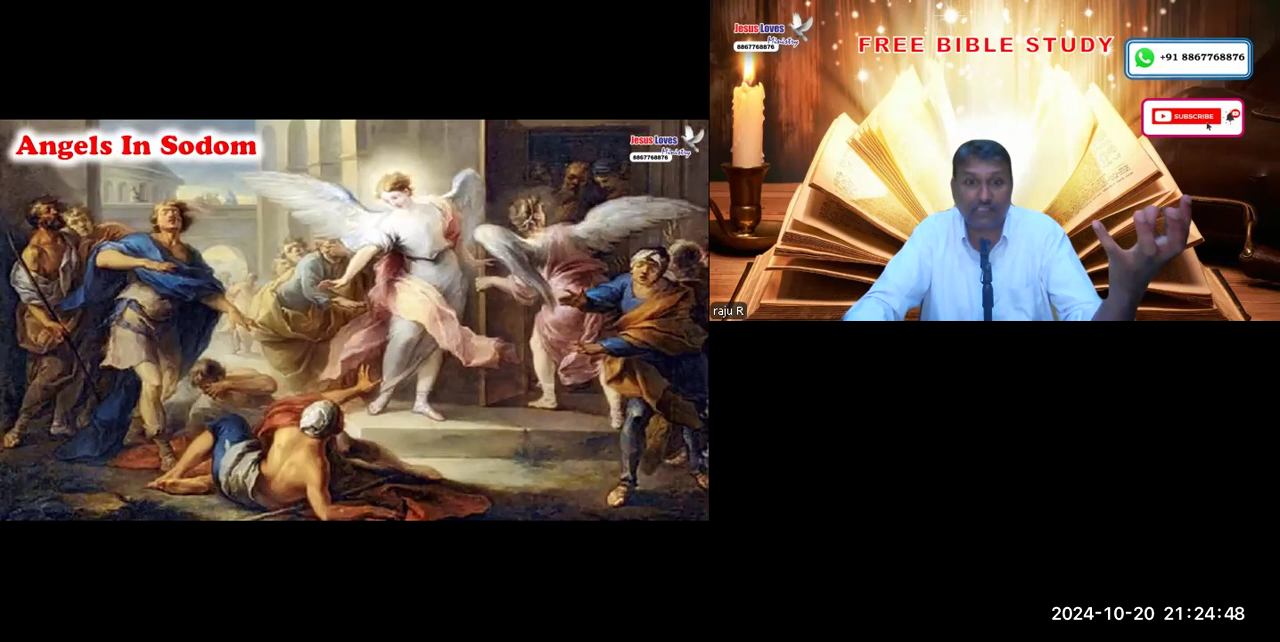 Angels In Sodom
Jesus Loves
Ministry
8867768876
Jesus Loves
Ministry
8867768876
FREE BIBLE STUDY
+91 8867768876
SUBSCRIBE
raju R
2024-10-20 21:24:48